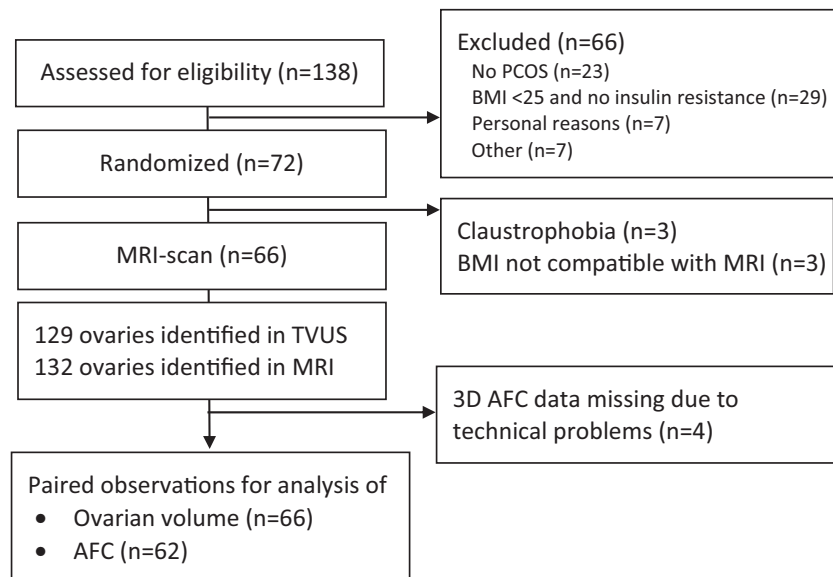 Assessed for eligibility (n=138)
Excluded (n=66)
No PCOS (n=23)
BMI <25 and no insulin resistance (n=29)
Personal reasons (n=7)
Other (n=7)
Randomized (n=72)
Claustrophobia (n=3)
BMI not compatible with MRI (n=3)
MRI-scan (n=66)
129 ovaries identified in TVUS
132 ovaries identified in MRI
3D AFC data missing due to
technical problems (n=4)
Paired observations for analysis of
• Ovarian volume (n=66)
• AFC (n=62)